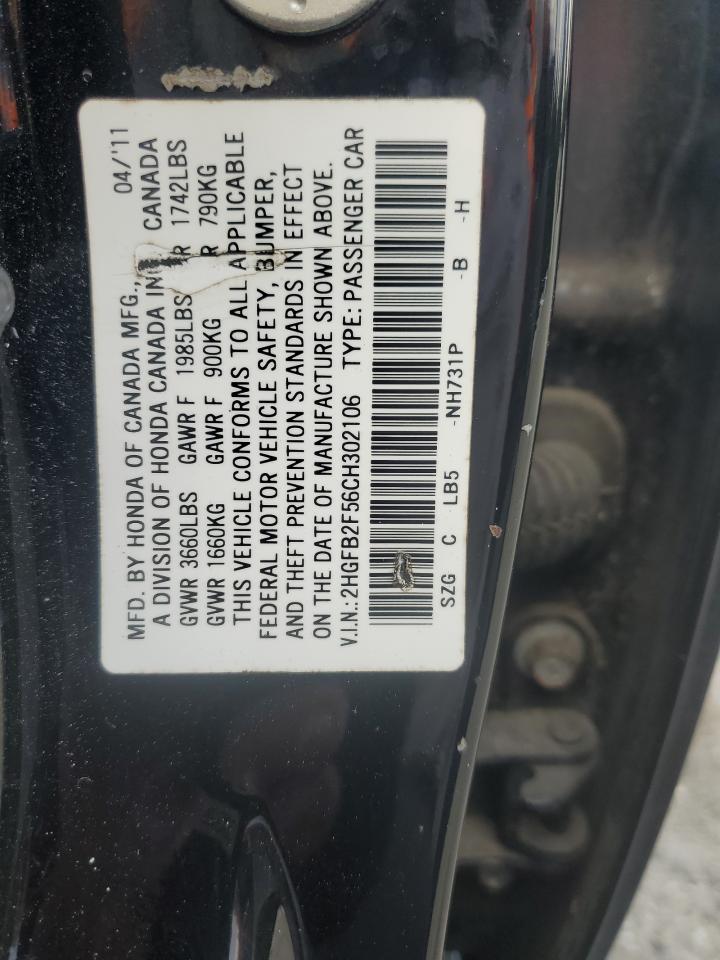 MFD. BY HONDA OF CANADA MFG., 04/'11
A DIVISION OF HONDA CANADA INC CANADA
GVWR 3660LBS GAWR F 1985LBS R 1742LBS
GVWR 1660KG GAWR F 900KG R 790KG
THIS VEHICLE CONFORMS TO ALL APPLICABLE
FEDERAL MOTOR VEHICLE SAFETY, BUMPER,
AND THEFT PREVENTION STANDARDS IN EFFECT
ON THE DATE OF MANUFACTURE SHOWN ABOVE.
V.I.N.:2HGFB2F56CH302106 TYPE: PASSENGER CAR
SZG C LB5 -NH731P -B -H